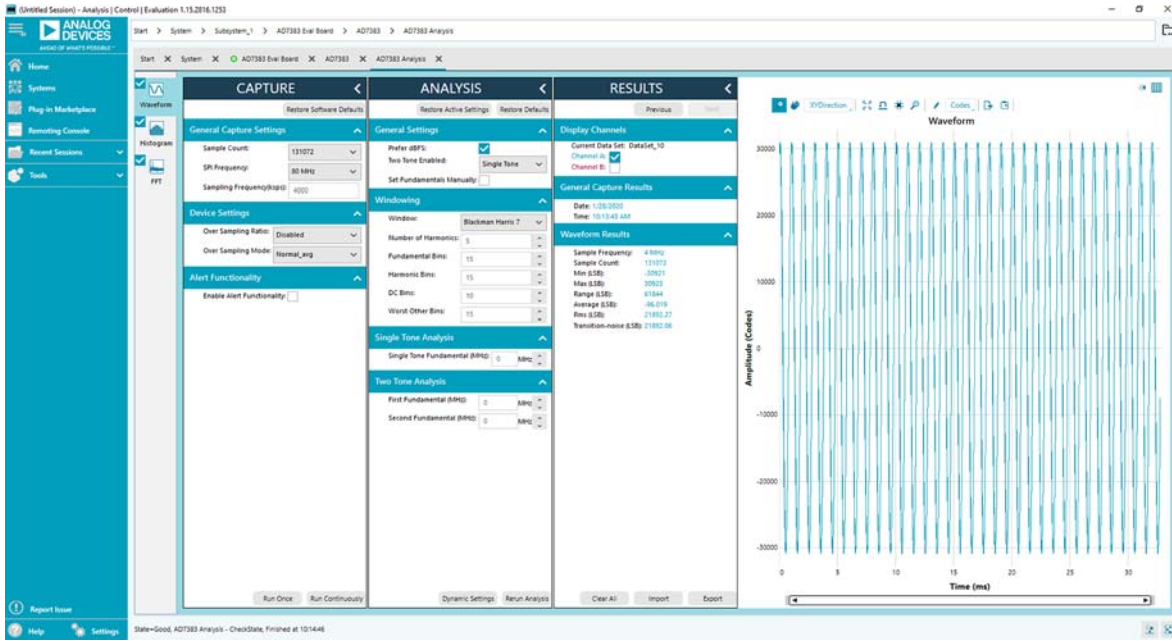 (Untitled Session) - Analysis | Control | Evaluation 1.15.2816.1253
ANALOG DEVICES
AHEAD OF WHAT'S POSSIBLE™
Start > System > Subsystem_1 > AD7383 Eval Board > AD7383 > AD7383 Analysis
Start X System X AD7383 Eval Board X AD7383 X AD7383 Analysis X
Home
Systems
Plug-in Marketplace
Remoting Console
Recent Sessions
Tools
Report Issue
Help Settings
Waveform
Histogram
FFT
CAPTURE
Restore Software Defaults
General Capture Settings
Sample Count: 131072
SPI Frequency: 80 MHz
Sampling Frequency(ksps): 4000
Device Settings
Over Sampling Ratio: Disabled
Over Sampling Mode: Normal_avg
Alert Functionality
Enable Alert Functionality:
Run Once Run Continuously
ANALYSIS
Restore Active Settings Restore Defaults
General Settings
Prefer dBFS:
Two Tone Enabled: Single Tone
Set Fundamentals Manually:
Windowing
Window: Blackman Harris 7
Number of Harmonics: 5
Fundamental Bins: 15
Harmonic Bins: 15
DC Bins: 10
Worst Other Bins: 15
Single Tone Analysis
Single Tone Fundamental (MHz): 0 MHz
Two Tone Analysis
First Fundamental (MHz): 0 MHz
Second Fundamental (MHz): 0 MHz
Dynamic Settings Rerun Analysis
RESULTS
Previous Next
Display Channels
Current Data Set: DataSet_10
Channel A:
Channel B:
General Capture Results
Date: 1/28/2020
Time: 10:13:43 AM
Waveform Results
Sample Frequency: 4 MHz
Sample Count: 131072
Min (LSB): -30921
Max (LSB): 30923
Range (LSB): 61844
Average (LSB): -96.019
Rms (LSB): 21892.27
Transition-noise (LSB): 21892.06
Clear All Import Export
XYDirection Codes
Waveform
Amplitude (Codes)
30000
20000
10000
0
-10000
-20000
-30000
0 5 10 15 20 25 30
Time (ms)
State=Good, AD7383 Analysis - CheckState, Finished at 10:14:46